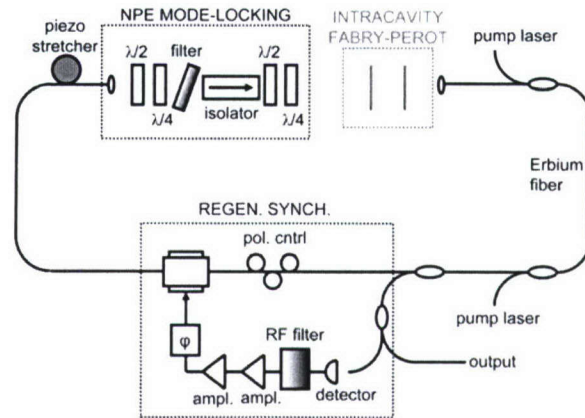 NPE MODE-LOCKING
INTRACAVITY
FABRY-PEROT
piezo
stretcher
λ/2
filter
λ/2
λ/4
isolator
λ/4
pump laser
Erbium
fiber
REGEN. SYNCH.
pol. cntrl
pump laser
φ
RF filter
output
ampl.
ampl.
detector